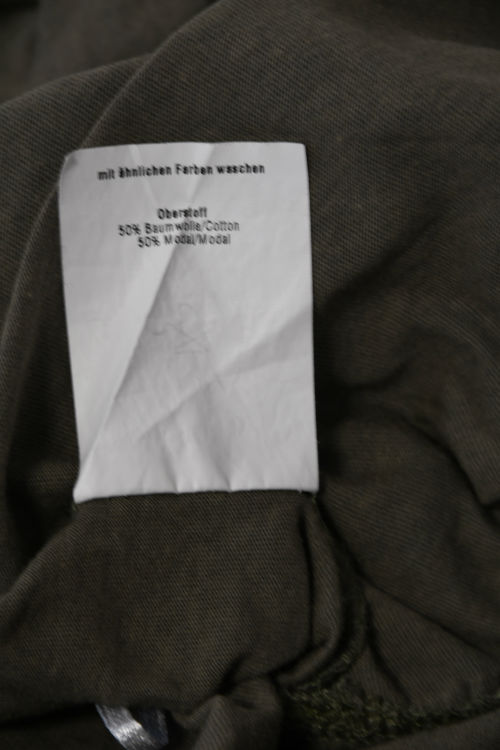 mit ähnlichen Farben waschen
Oberstoff
50% Baumwolle/Cotton
50% Modal/Modal